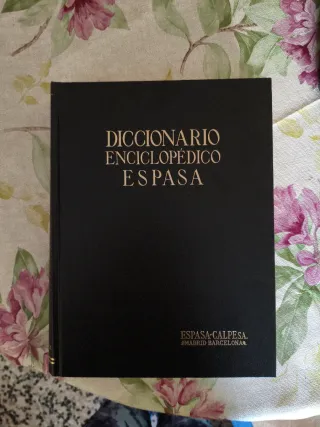 DICCIONARIO
ENCICLOPÉDICO
ESPASA
ESPASA-CALPE S.A.
MADRID-BARCELONA